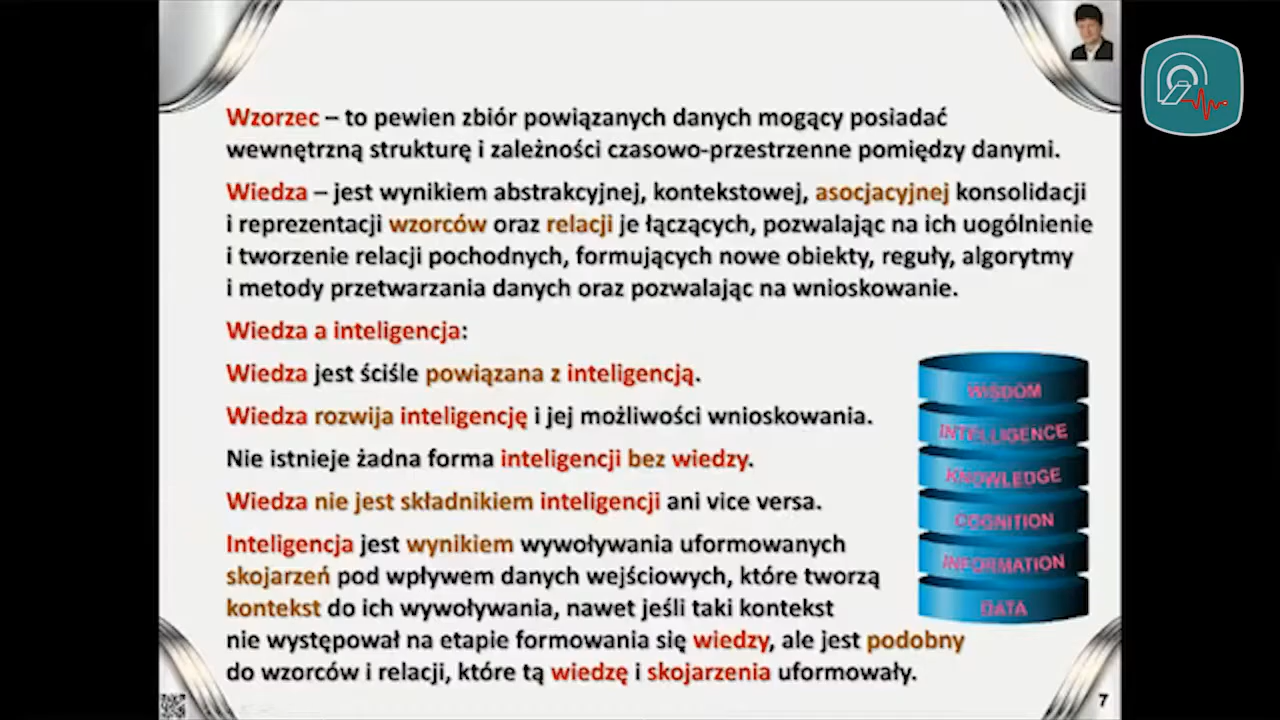 Wzorzec – to pewien zbiór powiązanych danych mogący posiadać
wewnętrzną strukturę i zależności czasowo-przestrzenne pomiędzy danymi.
Wiedza – jest wynikiem abstrakcyjnej, kontekstowej, asocjacyjnej konsolidacji
i reprezentacji wzorców oraz relacji je łączących, pozwalając na ich uogólnienie
i tworzenie relacji pochodnych, formujących nowe obiekty, reguły, algorytmy
i metody przetwarzania danych oraz pozwalając na wnioskowanie.
Wiedza a inteligencja:
Wiedza jest ściśle powiązana z inteligencją.
Wiedza rozwija inteligencję i jej możliwości wnioskowania.
Nie istnieje żadna forma inteligencji bez wiedzy.
Wiedza nie jest składnikiem inteligencji ani vice versa.
Inteligencja jest wynikiem wywoływania uformowanych
skojarzeń pod wpływem danych wejściowych, które tworzą
kontekst do ich wywoływania, nawet jeśli taki kontekst
nie występował na etapie formowania się wiedzy, ale jest podobny
do wzorców i relacji, które tą wiedzę i skojarzenia uformowały.
WISDOM
INTELLIGENCE
KNOWLEDGE
COGNITION
INFORMATION
DATA
7